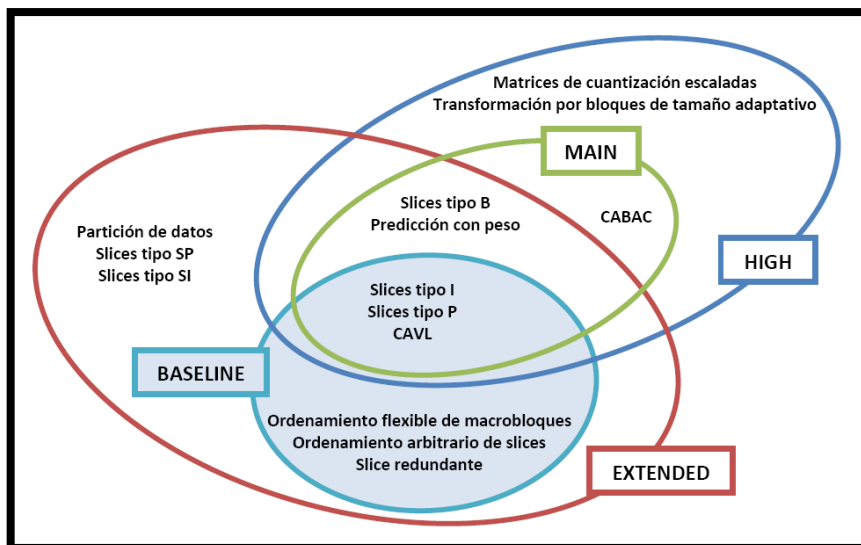 Matrices de cuantización escaladas
Transformación por bloques de tamaño adaptativo
MAIN
Slices tipo B
Predicción con peso
CABAC
Partición de datos
Slices tipo SP
Slices tipo SI
HIGH
Slices tipo I
Slices tipo P
CAVL
BASELINE
Ordenamiento flexible de macrobloques
Ordenamiento arbitrario de slices
Slice redundante
EXTENDED